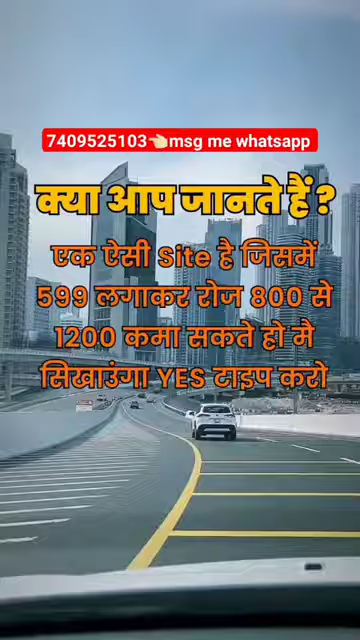 7409525103👈🏻msg me whatsapp
क्या आप जानते हैं?
एक ऐसी Site है जिसमें
599 लगाकर रोज 800 से
1200 कमा सकते हो मै
सिखाउंगा YES टाइप करो